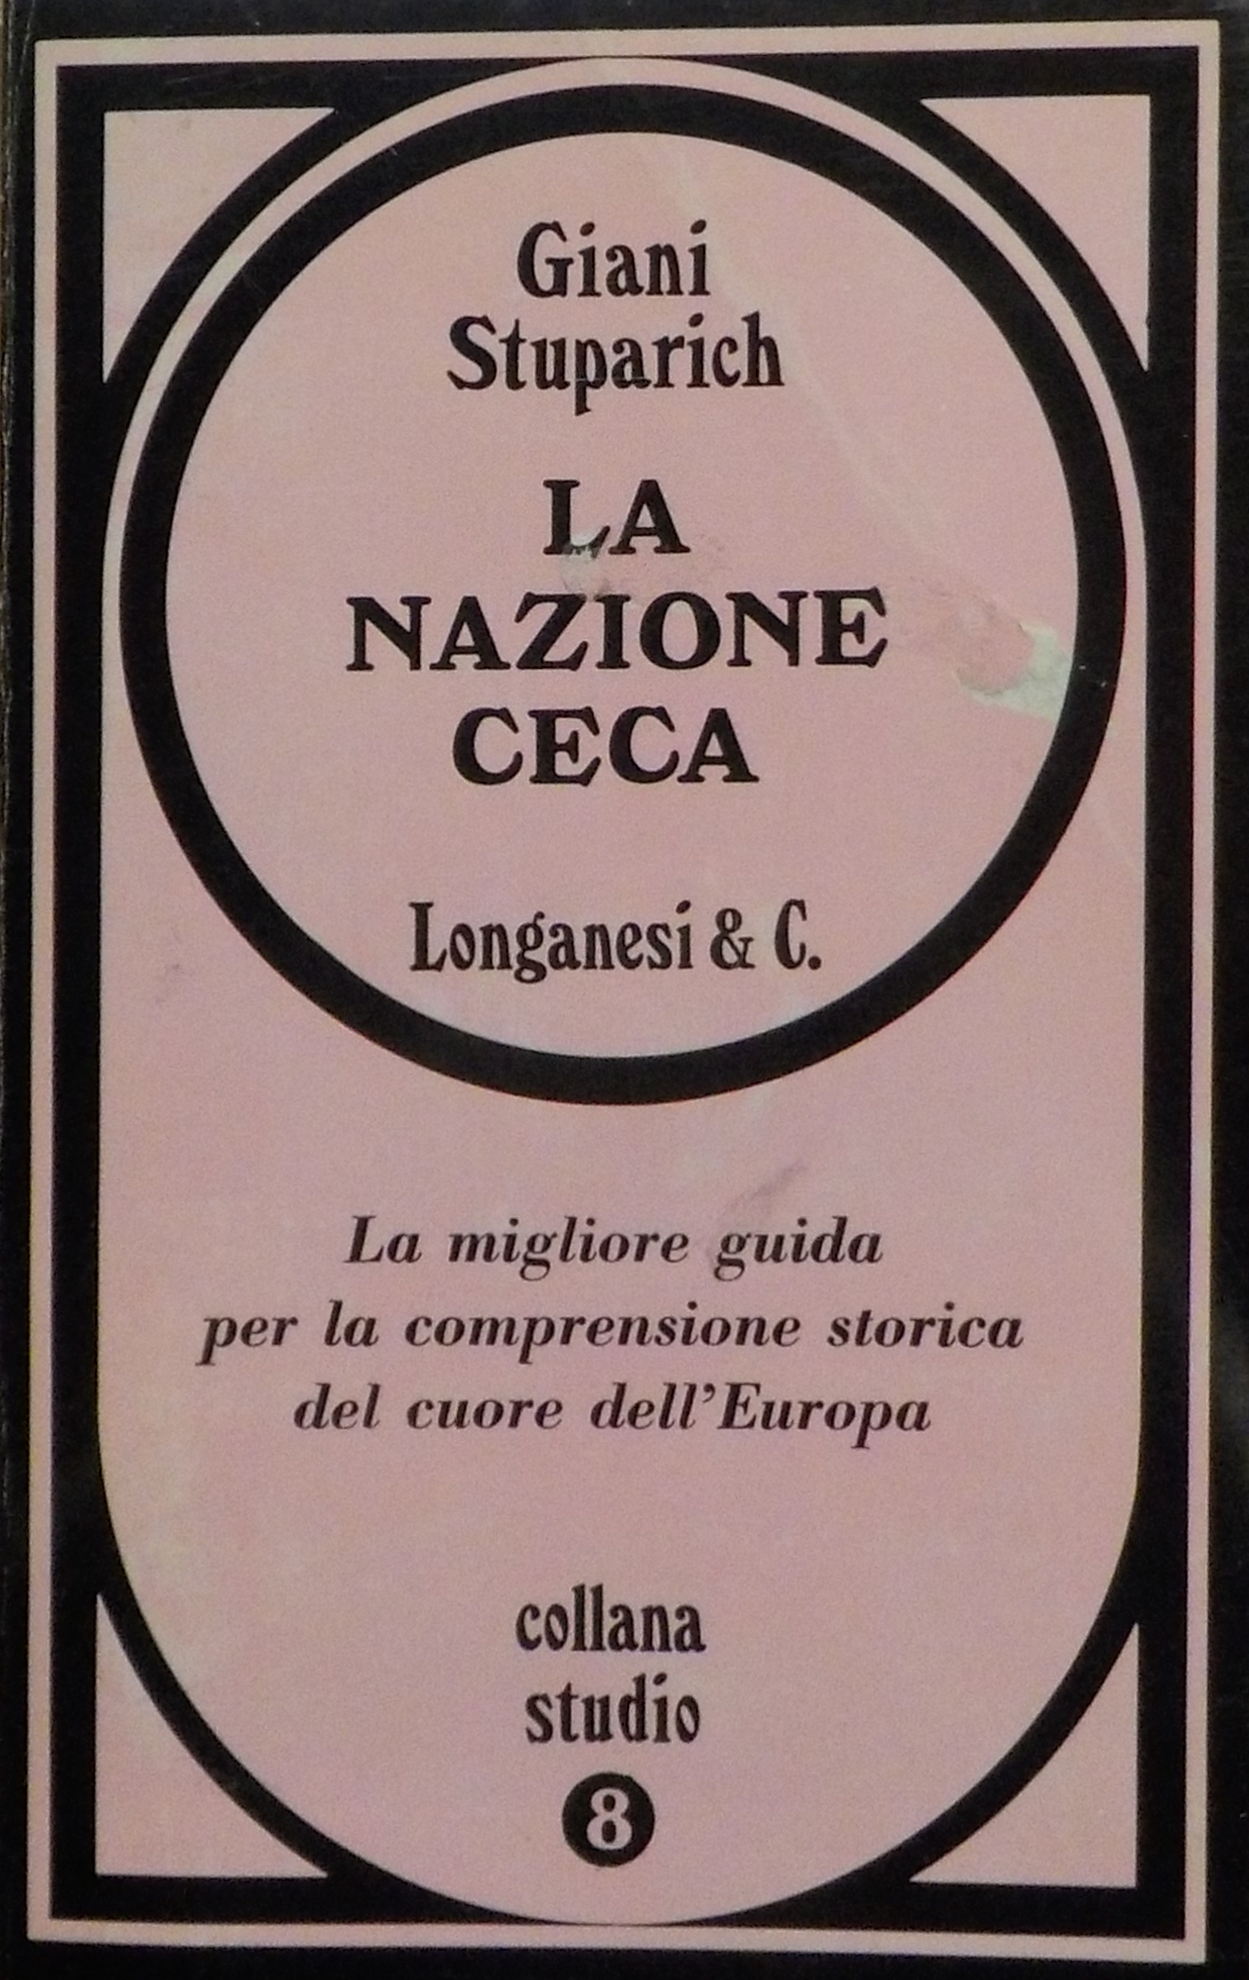 Giani
Stuparich
LA
NAZIONE
CECA
Longanesi & C.
La migliore guida
per la comprensione storica
del cuore dell'Europa
collana
studio
8